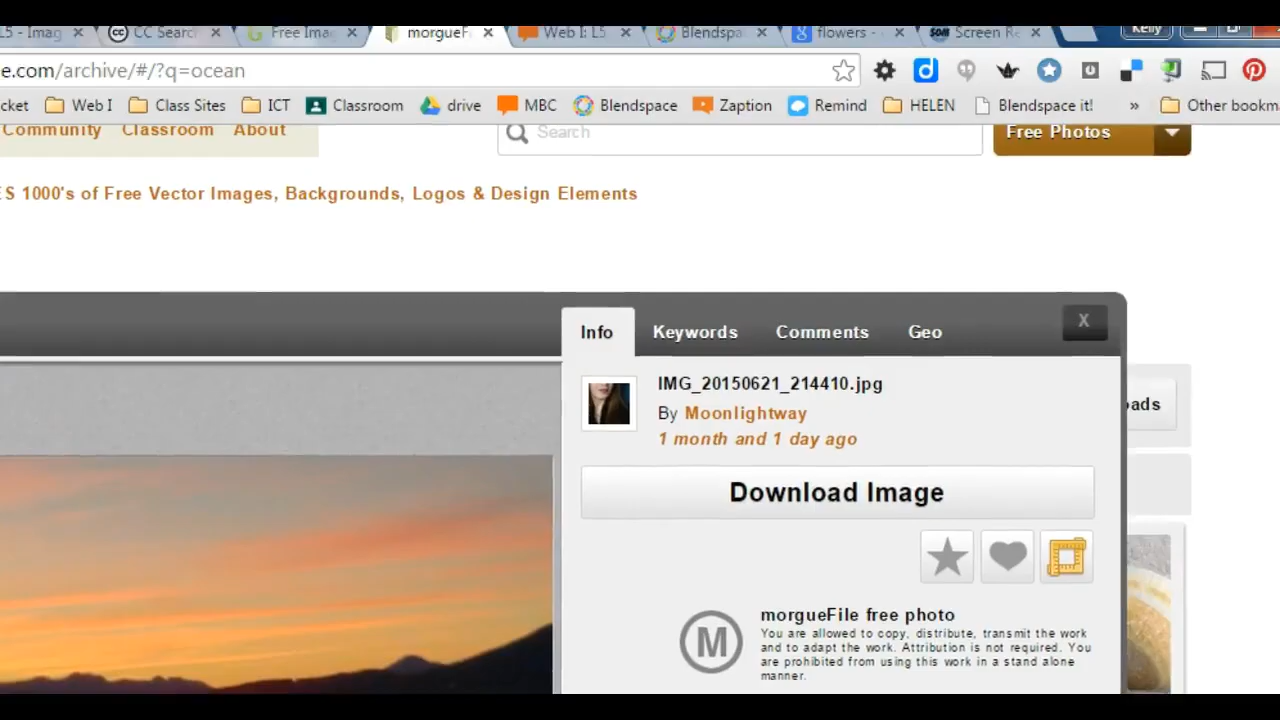 L5 - Imag
CC Search
Free Imag
morgueF
Web I: L5
Blendspa
flowers -
Screen Re
Kelly
e.com/archive/#/?q=ocean
cket
Web I
Class Sites
ICT
Classroom
drive
MBC
Blendspace
Zaption
Remind
HELEN
Blendspace it!
»
Other bookm
Community
Classroom
About
Search
Free Photos
ES 1000's of Free Vector Images, Backgrounds, Logos & Design Elements
Info
Keywords
Comments
Geo
X
IMG_20150621_214410.jpg
By Moonlightway
1 month and 1 day ago
oads
Download Image
M
morgueFile free photo
You are allowed to copy, distribute, transmit the work
and to adapt the work. Attribution is not required. You
are prohibited from using this work in a stand alone
manner.